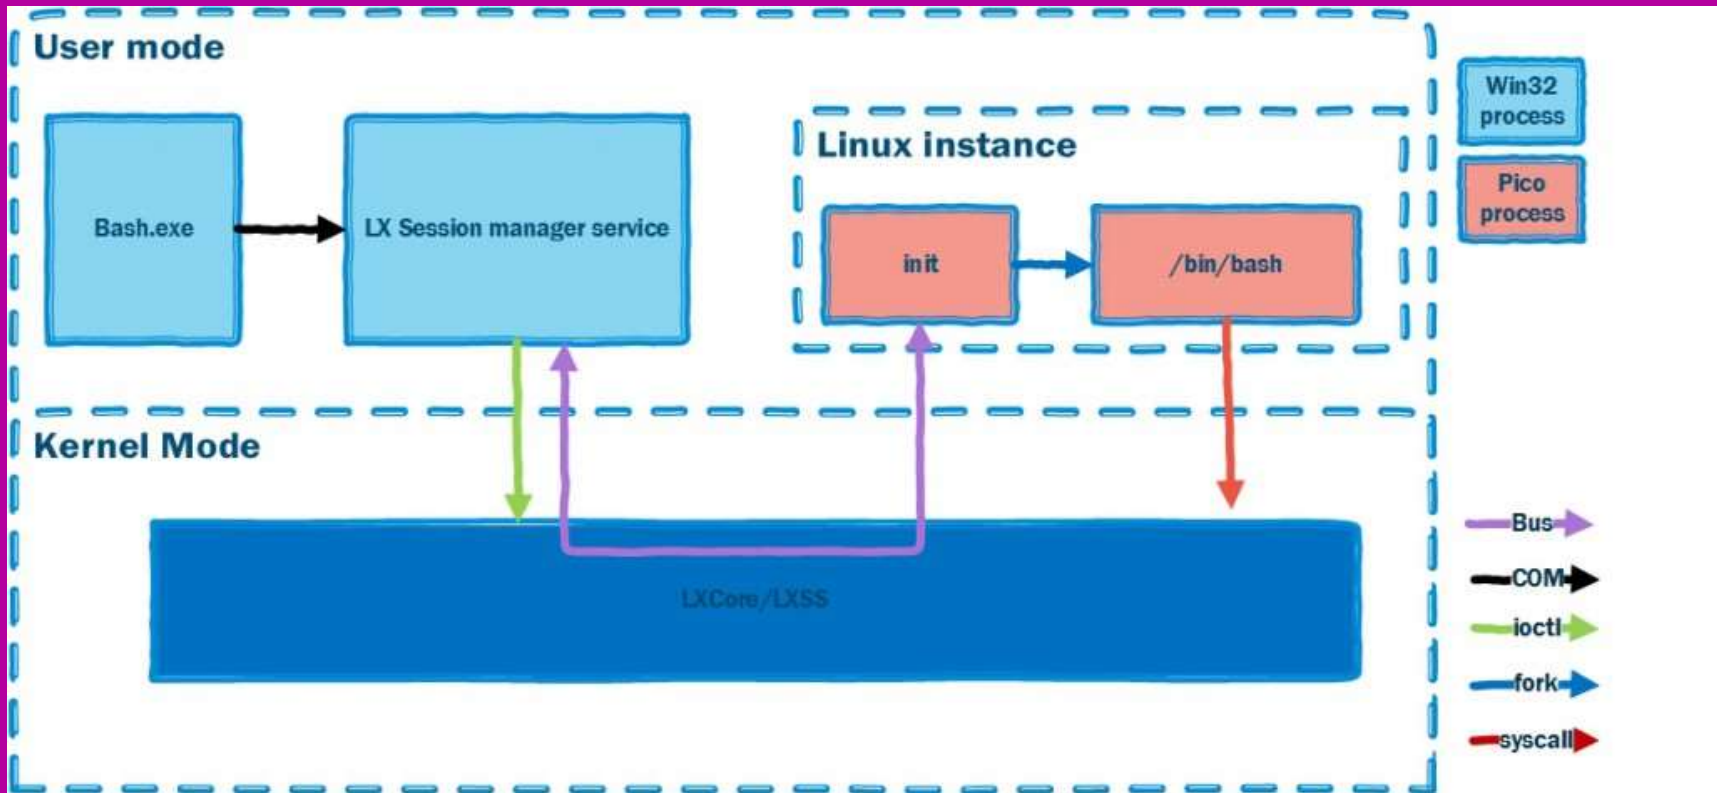 User mode
Bash.exe
LX Session manager service
Linux instance
init
/bin/bash
Kernel Mode
LXCore/LXSS
Win32
process
Pico
process
Bus
COM
ioctl
fork
syscall